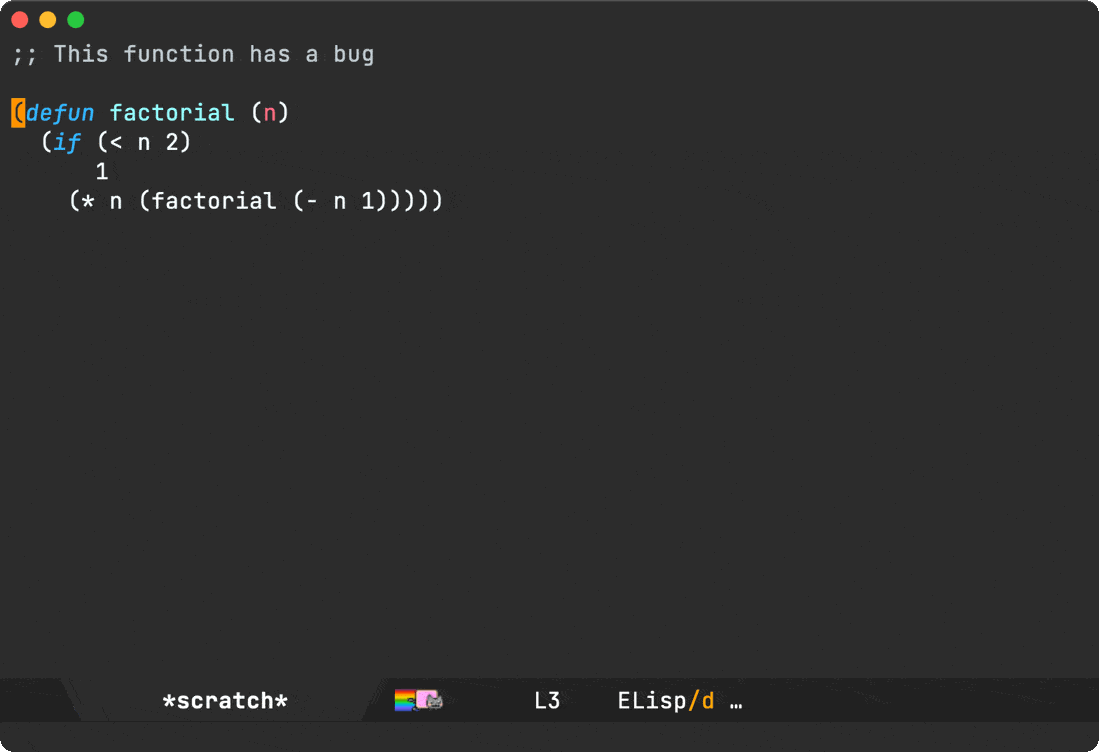 ;; This function has a bug
(defun factorial (n)
  (if (< n 2)
      1
    (* n (factorial (- n 1)))))
*scratch* L3 ELisp/d …